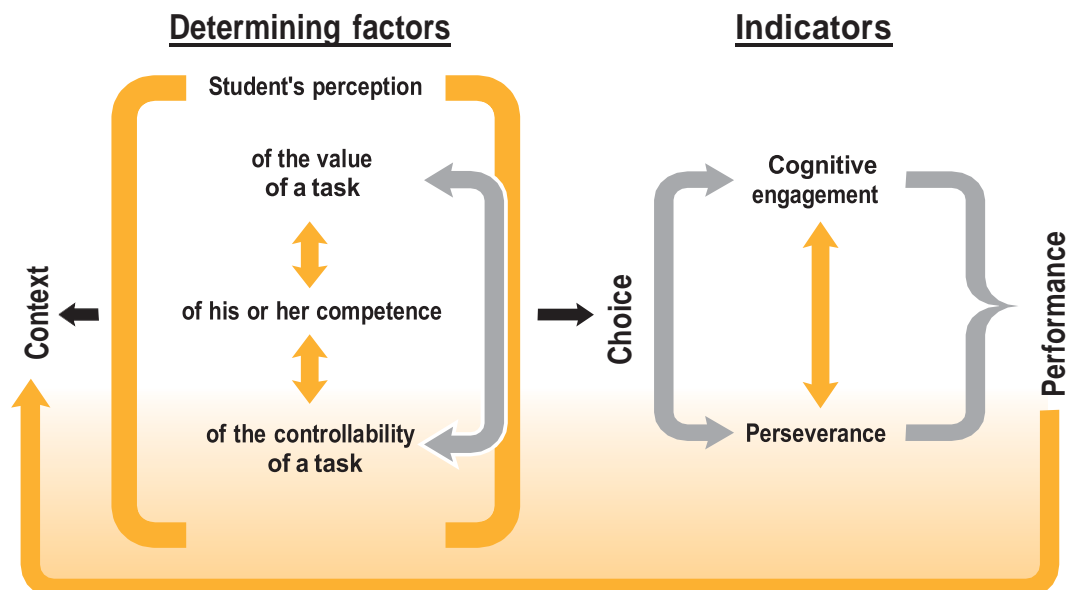 Determining factors
Indicators
Student's perception
of the value
of a task
of his or her competence
of the controllability
of a task
Context
Choice
Cognitive
engagement
Perseverance
Performance